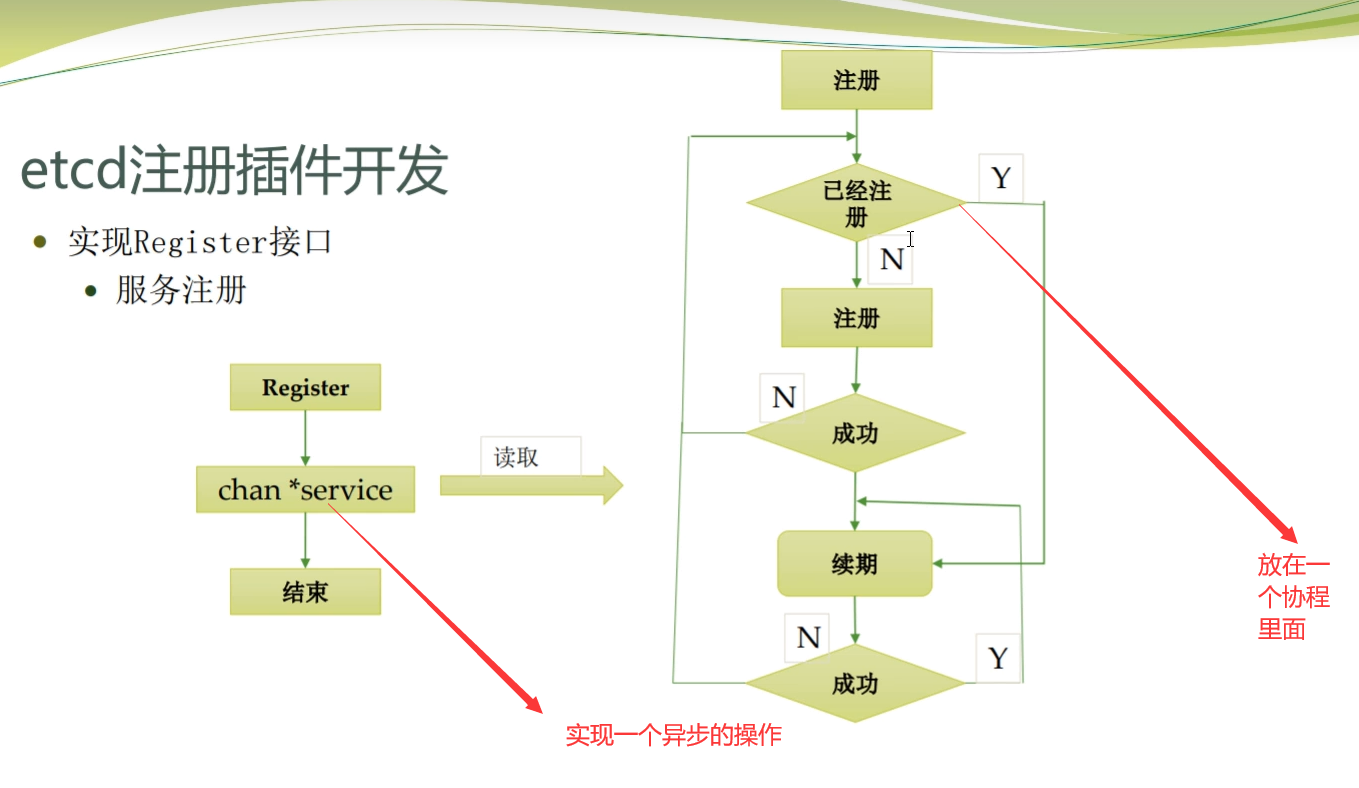 etcd注册插件开发
实现Register接口
服务注册
Register
chan *service
结束
读取
注册
已经注
册
Y
N
注册
N
成功
续期
N
Y
成功
实现一个异步的操作
放在一
个协程
里面